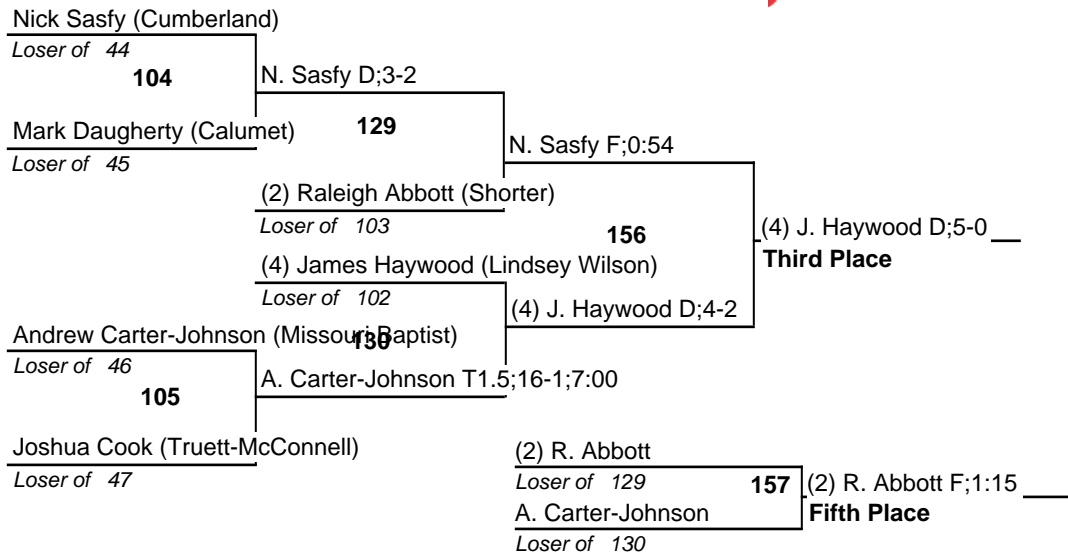 Nick Sasfy (Cumberland)
Loser of 44
104
N. Sasfy D;3-2
Mark Daugherty (Calumet)
Loser of 45
129
N. Sasfy F;0:54
(2) Raleigh Abbott (Shorter)
Loser of 103
156
(4) J. Haywood D;5-0
Third Place
(4) James Haywood (Lindsey Wilson)
Loser of 102
(4) J. Haywood D;4-2
Andrew Carter-Johnson (Missouri Baptist)
130
Loser of 46
105
A. Carter-Johnson T1.5;16-1;7:00
Joshua Cook (Truett-McConnell)
Loser of 47
(2) R. Abbott
Loser of 129
157
(2) R. Abbott F;1:15
A. Carter-Johnson
Fifth Place
Loser of 130